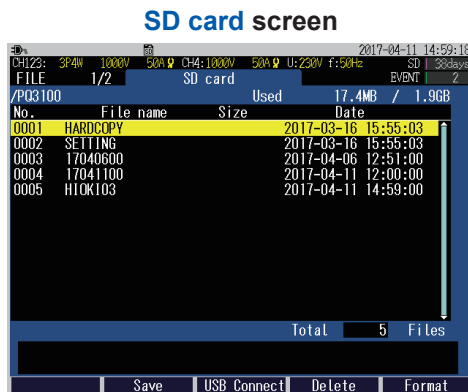 SD card screen
2017-04-11 14:59:18
CH123: 3P4W 1000V 50A CH4:1000V 50A U:230V f:50Hz SD 38days
FILE 1/2 SD card EVENT 2
/PQ3100 Used 17.4MB / 1.9GB
No. File name Size Date
0001 HARDCOPY 2017-03-16 15:55:03
0002 SETTING 2017-03-16 15:55:03
0003 17040600 2017-04-06 12:51:00
0004 17041100 2017-04-11 12:00:00
0005 HIOKI03 2017-04-11 14:59:00
Total 5 Files
Save USB Connect Delete Format